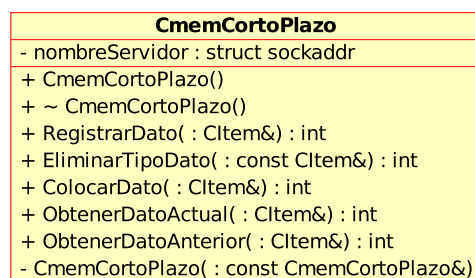 CmemCortoPlazo
- nombreServidor : struct sockaddr
+ CmemCortoPlazo()
+ ~ CmemCortoPlazo()
+ RegistrarDato( : CItem&) : int
+ EliminarTipoDato( : const CItem&) : int
+ ColocarDato( : CItem&) : int
+ ObtenerDatoActual( : CItem&) : int
+ ObtenerDatoAnterior( : CItem&) : int
- CmemCortoPlazo( : const CmemCortoPlazo&)